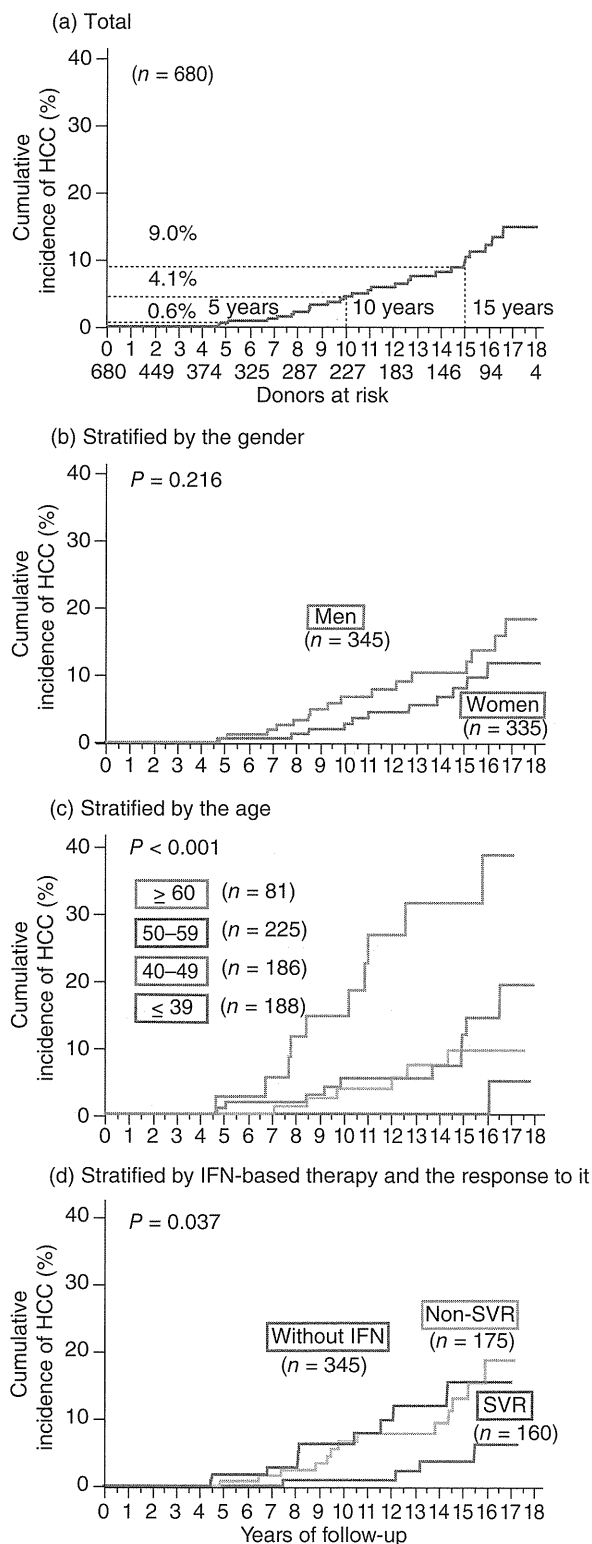 (a) Total
Cumulative
incidence of HCC (%)
40
30
20
10
0
(n = 680)
9.0%
4.1%
0.6%
5 years
10 years
15 years
0 1 2 3 4 5 6 7 8 9 10 11 12 13 14 15 16 17 18
680 449 374 325 287 227 183 146 94 4
Donors at risk
(b) Stratified by the gender
Cumulative
incidence of HCC (%)
40
30
20
10
0
P = 0.216
Men
(n = 345)
Women
(n = 335)
0 1 2 3 4 5 6 7 8 9 10 11 12 13 14 15 16 17 18
(c) Stratified by the age
Cumulative
incidence of HCC (%)
40
30
20
10
0
P < 0.001
≥ 60 (n = 81)
50–59 (n = 225)
40–49 (n = 186)
≤ 39 (n = 188)
0 1 2 3 4 5 6 7 8 9 10 11 12 13 14 15 16 17 18
(d) Stratified by IFN-based therapy and the response to it
Cumulative
incidence of HCC (%)
40
30
20
10
0
P = 0.037
Without IFN
(n = 345)
Non-SVR
(n = 175)
SVR
(n = 160)
0 1 2 3 4 5 6 7 8 9 10 11 12 13 14 15 16 17 18
Years of follow-up